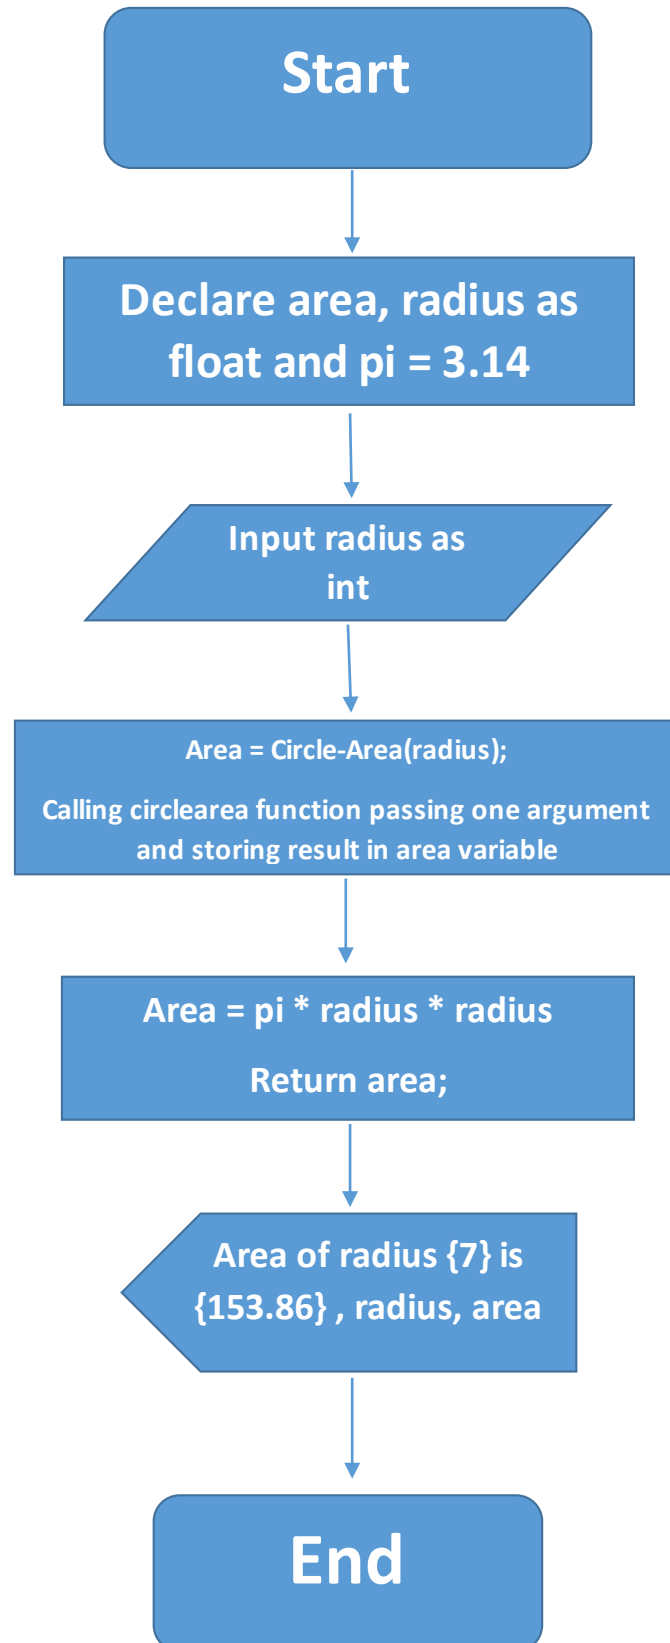 Start
Declare area, radius as
float and pi = 3.14
Input radius as
int
Area = Circle-Area(radius);
Calling circlearea function passing one argument
and storing result in area variable
Area = pi * radius * radius
Return area;
Area of radius {7} is
{153.86} , radius, area
End